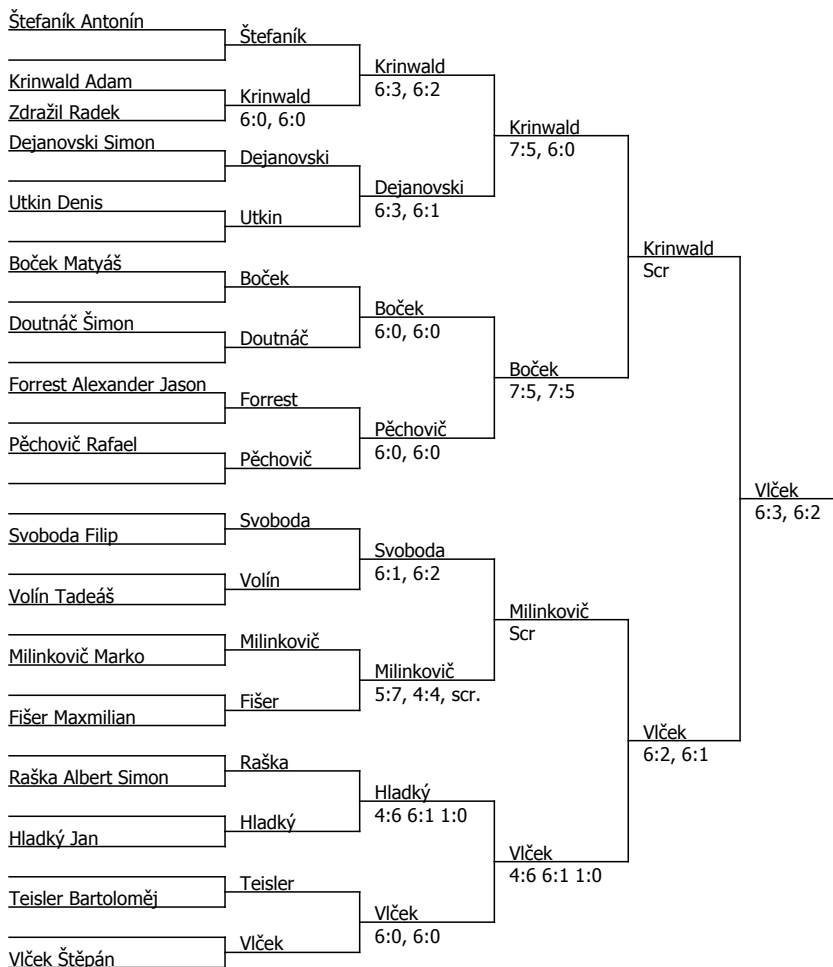 Štefaník Antonín
Štefaník
Krinwald Adam
Krinwald
6:3, 6:2
Zdražil Radek
Krinwald
6:0, 6:0
Krinwald
7:5, 6:0
Dejanovski Simon
Dejanovski
Dejanovski
6:3, 6:1
Utkin Denis
Utkin
Krinwald
Scr
Boček Matyáš
Boček
Boček
6:0, 6:0
Doutnáč Šimon
Doutnáč
Boček
7:5, 7:5
Forrest Alexander Jason
Forrest
Pěchovič
6:0, 6:0
Pěchovič Rafael
Pěchovič
Vlček
6:3, 6:2
Svoboda Filip
Svoboda
Svoboda
6:1, 6:2
Volín Tadeáš
Volín
Milinkovič
Scr
Milinkovič Marko
Milinkovič
Milinkovič
5:7, 4:4, scr.
Fišer Maxmilian
Fišer
Vlček
6:2, 6:1
Raška Albert Simon
Raška
Hladký
4:6 6:1 1:0
Hladký Jan
Hladký
Vlček
4:6 6:1 1:0
Teisler Bartoloměj
Teisler
Vlček
6:0, 6:0
Vlček Štěpán
Vlček